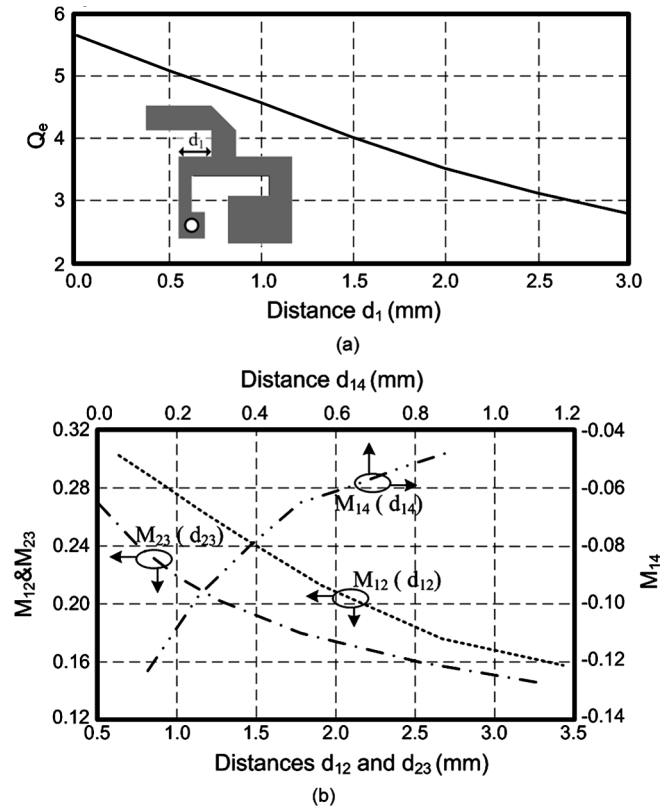 6
5
4
3
2
Qe
d1
0.0 0.5 1.0 1.5 2.0 2.5 3.0
Distance d1 (mm)
(a)
Distance d14 (mm)
0.0 0.2 0.4 0.6 0.8 1.0 1.2
0.32 -0.04
0.28 -0.06
0.24 -0.08
0.20 -0.10
0.16 -0.12
0.12 -0.14
M12&M23
M14
M14 (d14)
M23 (d23)
M12 (d12)
0.5 1.0 1.5 2.0 2.5 3.0 3.5
Distances d12 and d23 (mm)
(b)